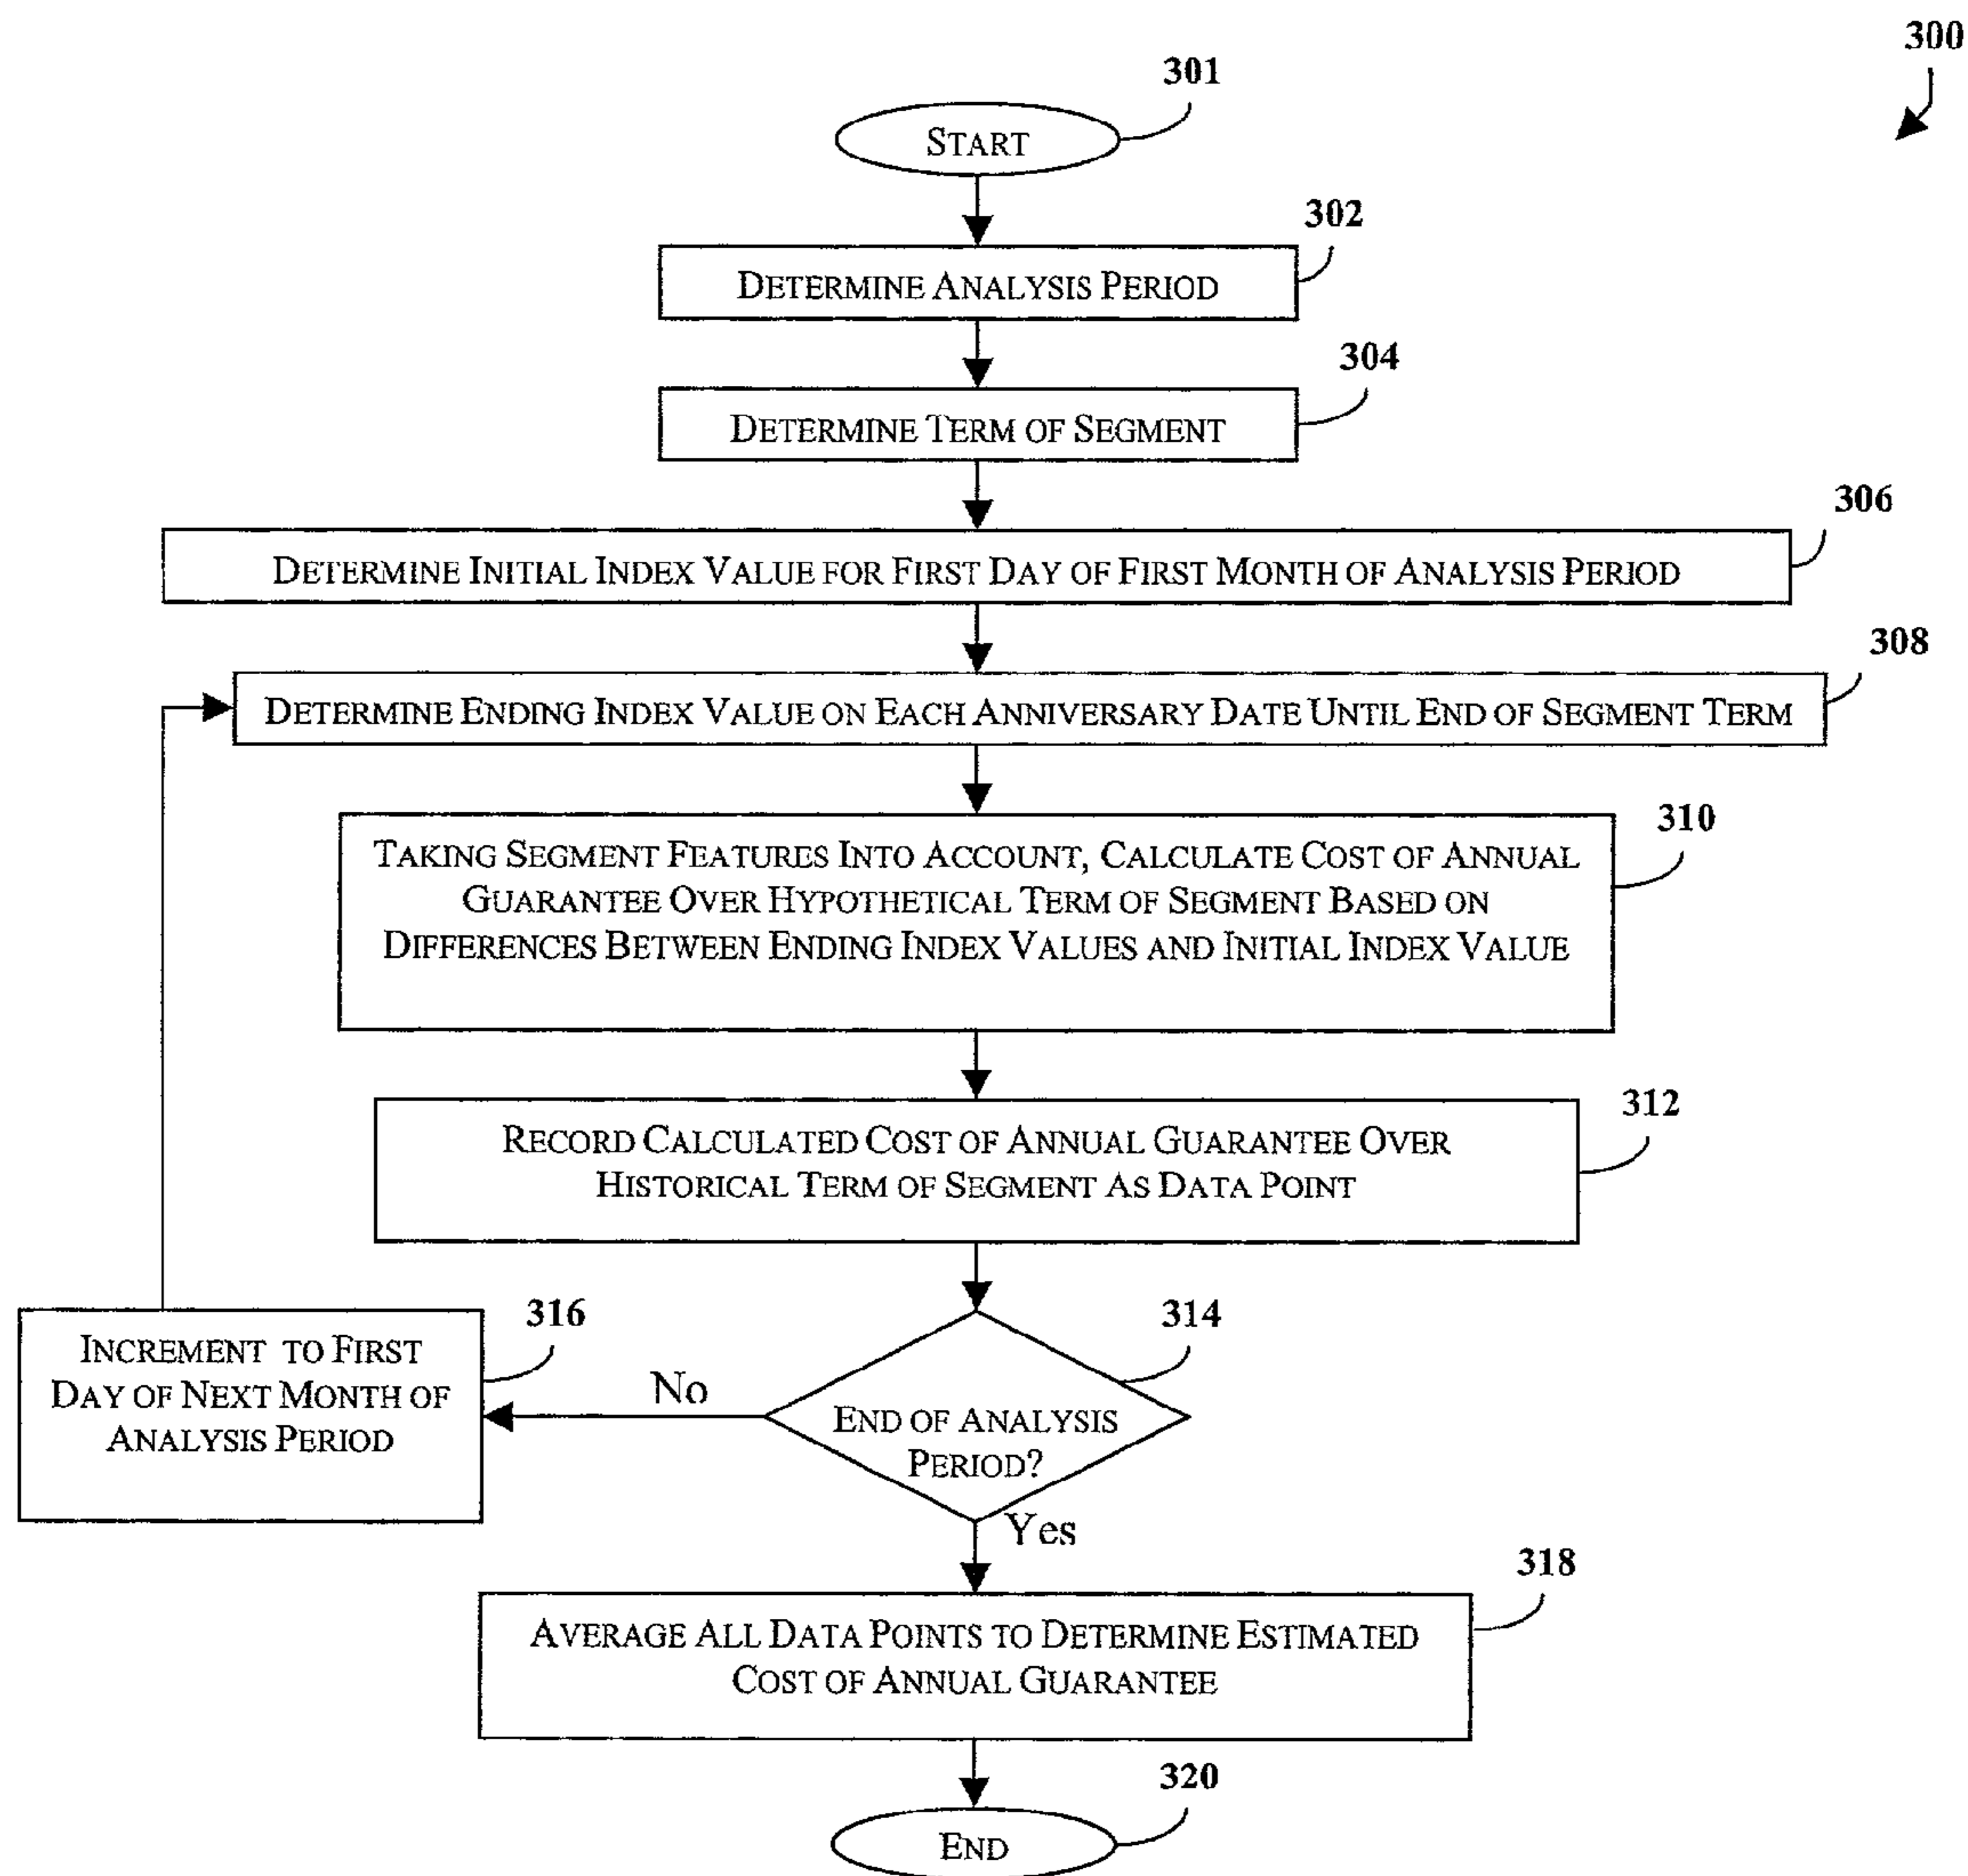 300
301
START
302
DETERMINE ANALYSIS PERIOD
304
DETERMINE TERM OF SEGMENT
306
DETERMINE INITIAL INDEX VALUE FOR FIRST DAY OF FIRST MONTH OF ANALYSIS PERIOD
308
DETERMINE ENDING INDEX VALUE ON EACH ANNIVERSARY DATE UNTIL END OF SEGMENT TERM
310
TAKING SEGMENT FEATURES INTO ACCOUNT, CALCULATE COST OF ANNUAL
GUARANTEE OVER HYPOTHETICAL TERM OF SEGMENT BASED ON
DIFFERENCES BETWEEN ENDING INDEX VALUES AND INITIAL INDEX VALUE
312
RECORD CALCULATED COST OF ANNUAL GUARANTEE OVER
HISTORICAL TERM OF SEGMENT AS DATA POINT
316
INCREMENT TO FIRST
DAY OF NEXT MONTH OF
ANALYSIS PERIOD
No
314
END OF ANALYSIS
PERIOD?
Yes
318
AVERAGE ALL DATA POINTS TO DETERMINE ESTIMATED
COST OF ANNUAL GUARANTEE
320
END